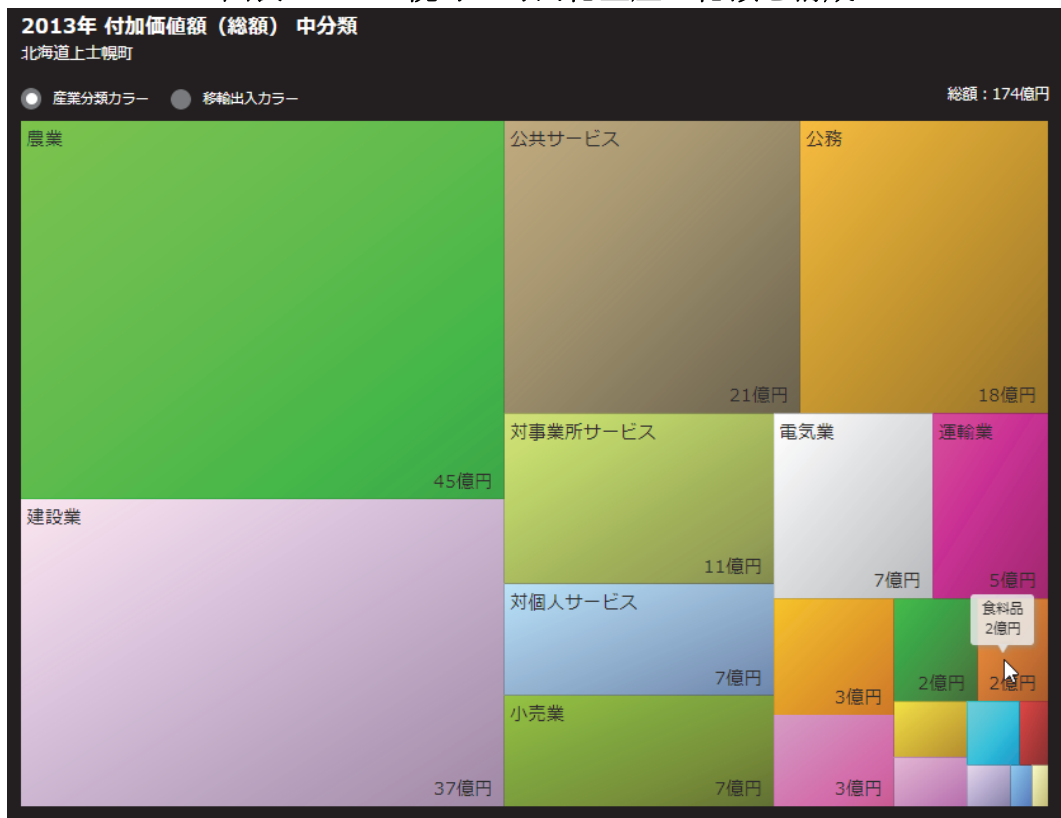 2013年 付加価値額（総額） 中分類
北海道上士幌町
産業分類カラー 移輸出入カラー
総額：174億円
農業
45億円
公共サービス
21億円
公務
18億円
建設業
37億円
対事業所サービス
11億円
電気業
7億円
運輸業
5億円
対個人サービス
7億円
小売業
7億円
3億円
2億円
食料品
2億円
2億円
3億円